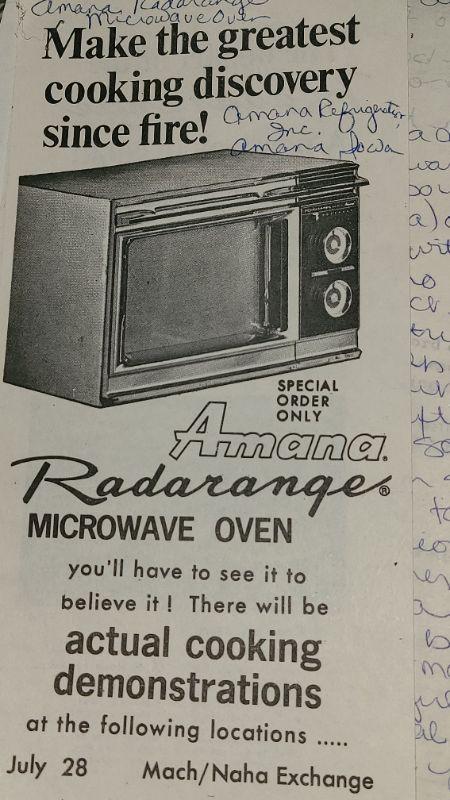 Amana Radarange
Microwave Oven
Make the greatest
cooking discovery
since fire!
Amana Refrigeration
Inc.
Amana Iowa
SPECIAL
ORDER
ONLY
Amana®
Radarange®
MICROWAVE OVEN
you'll have to see it to
believe it! There will be
actual cooking
demonstrations
at the following locations .....
July 28 Mach/Naha Exchange